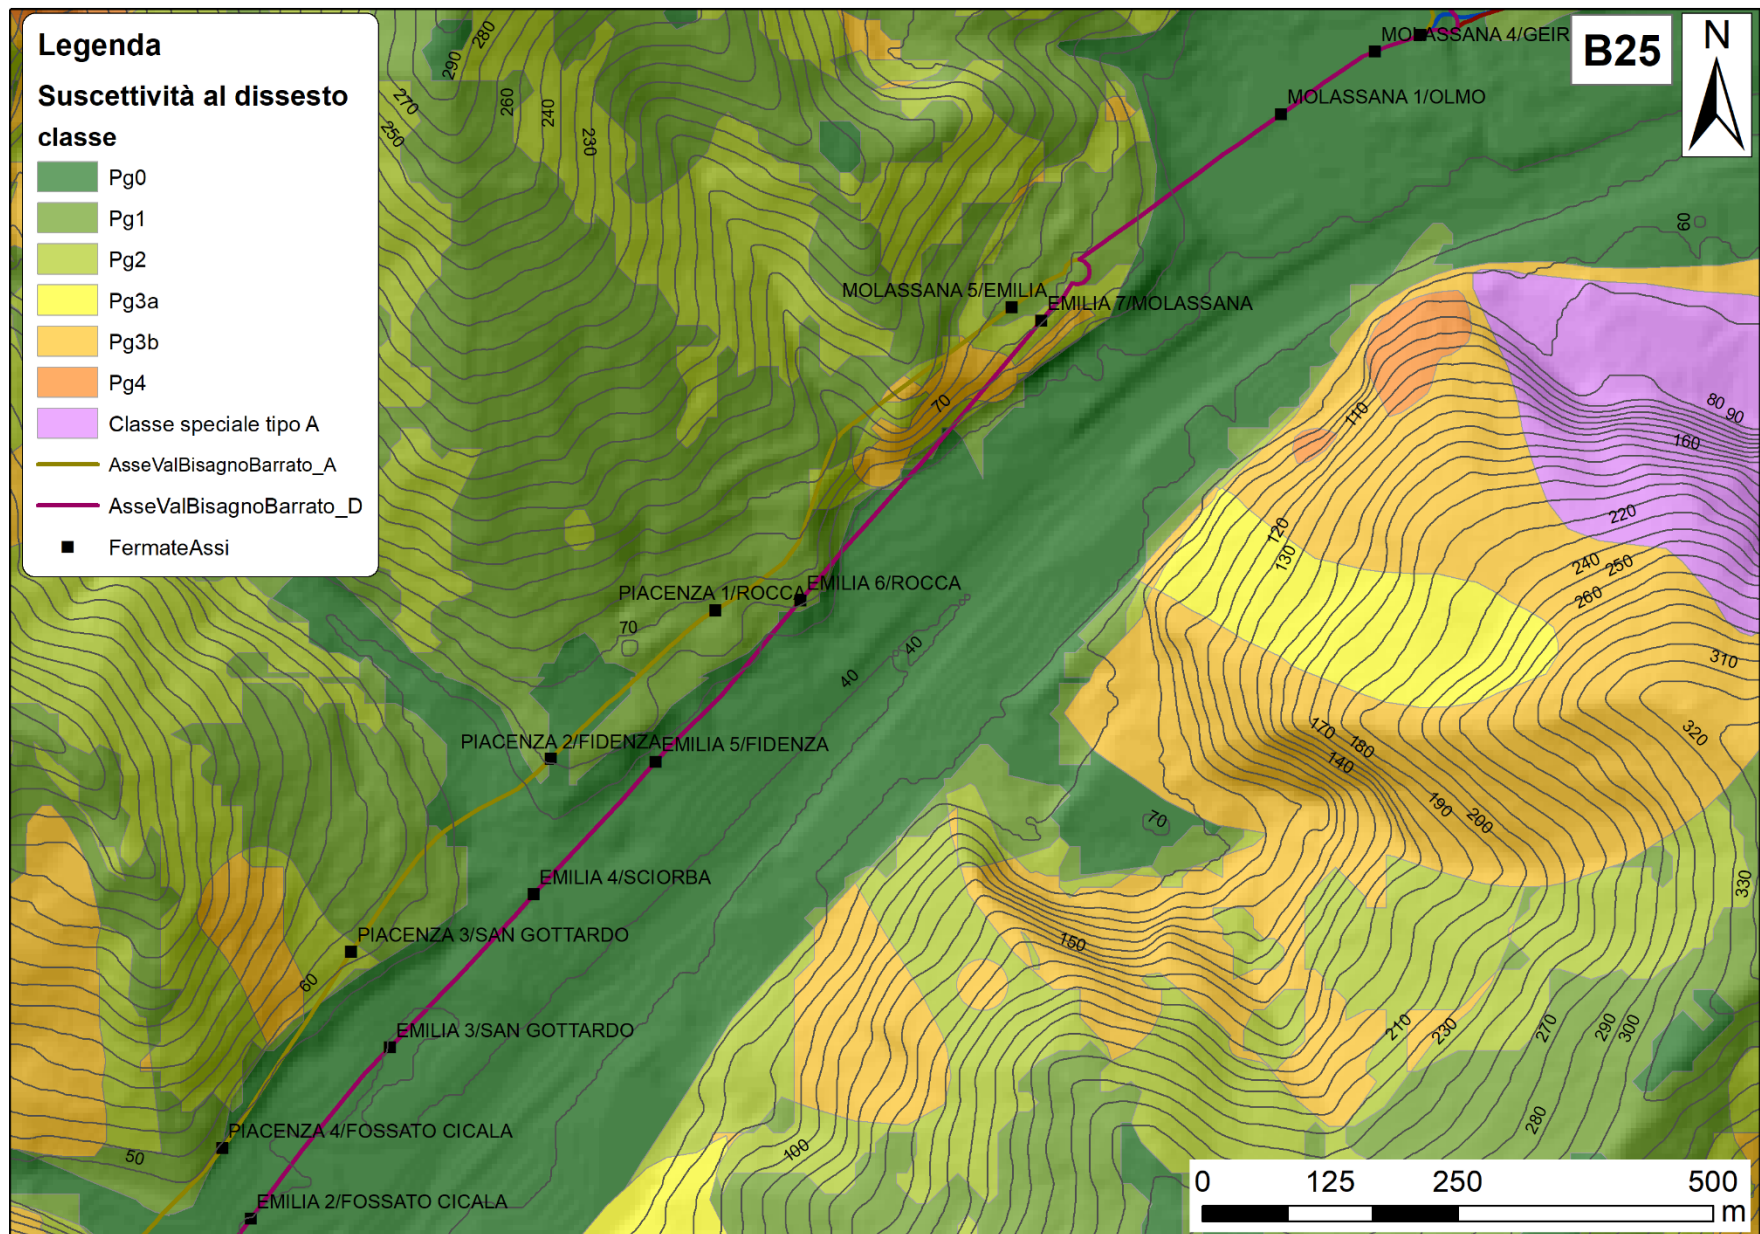 Legenda
Suscettività al dissesto
classe
Pg0
Pg1
Pg2
Pg3a
Pg3b
Pg4
Classe speciale tipo A
AsseValBisagnoBarrato_A
AsseValBisagnoBarrato_D
FermateAssi
B25
N
MOLASSANA 4/GEIR
MOLASSANA 1/OLMO
280
290
270
260
240
250
230
60
MOLASSANA 5/EMILIA
EMILIA 7/MOLASSANA
80
90
110
70
160
220
120
130
240
250
260
PIACENZA 1/ROCCA
EMILIA 6/ROCCA
70
40
40
310
170
180
140
320
PIACENZA 2/FIDENZA
EMILIA 5/FIDENZA
190
200
70
EMILIA 4/SCIORBA
330
PIACENZA 3/SAN GOTTARDO
150
60
EMILIA 3/SAN GOTTARDO
210
230
270
290
300
280
PIACENZA 4/FOSSATO CICALA
50
100
EMILIA 2/FOSSATO CICALA
0 125 250 500
m